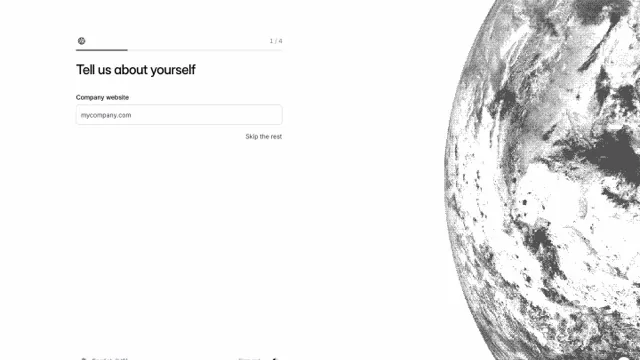 1 / 4
Tell us about yourself
Company website
mycompany.com
Skip the rest